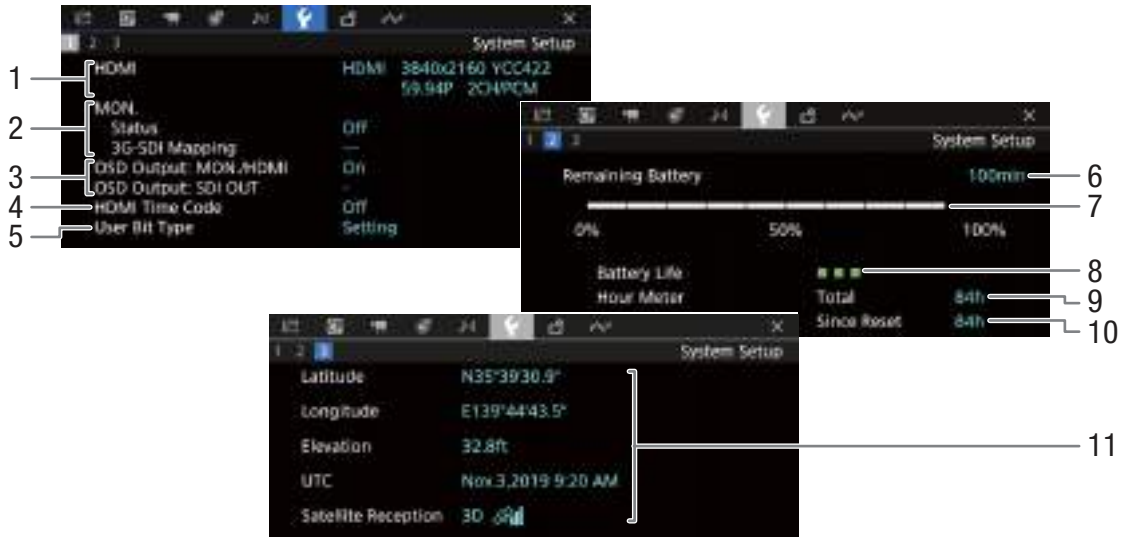 1 2 3 System Setup
1 HDMI HDMI 3840x2160 YCC422
59.94P 2CH/PCM
2 MON.
Status Off
3G-SDI Mapping ---
3 OSD Output: MON./HDMI On
OSD Output: SDI OUT -
4 HDMI Time Code Off
5 User Bit Type Setting
1 2 3 System Setup
Remaining Battery 100min 6
7
0% 50% 100%
Battery Life 8
Hour Meter Total 84h 9
Since Reset 84h 10
1 2 3 System Setup
Latitude N35°39'30.9"
Longitude E139°44'43.5"
Elevation 32.8ft
11
UTC Nov.3,2019 9:20 AM
Satellite Reception 3D